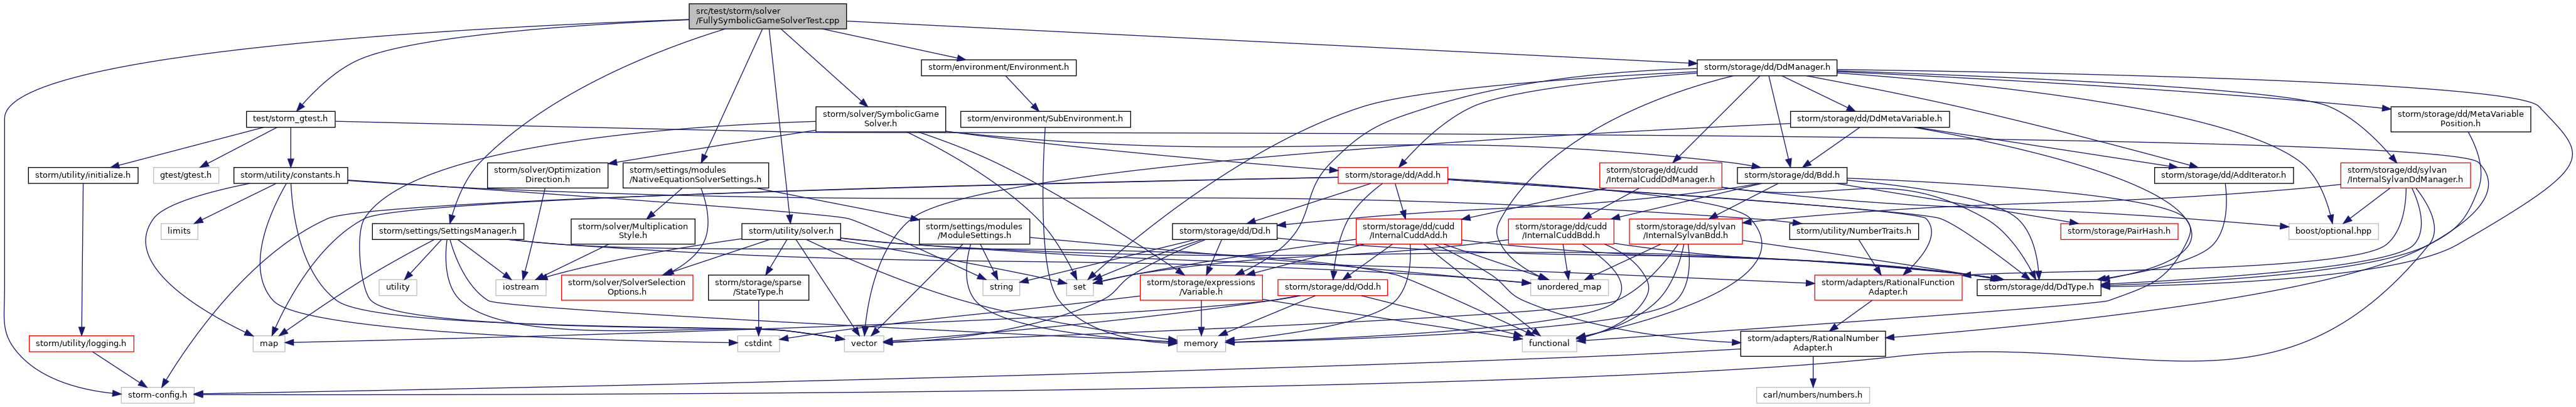 src/test/storm/solver
/FullySymbolicGameSolverTest.cpp
storm/environment/Environment.h
storm/storage/dd/DdManager.h
test/storm_gtest.h
storm/solver/SymbolicGame
Solver.h
storm/environment/SubEnvironment.h
storm/storage/dd/DdMetaVariable.h
storm/storage/dd/MetaVariable
Position.h
storm/utility/initialize.h
gtest/gtest.h
storm/utility/constants.h
storm/solver/Optimization
Direction.h
storm/settings/modules
/NativeEquationSolverSettings.h
storm/storage/dd/Add.h
storm/storage/dd/cudd
/InternalCuddDdManager.h
storm/storage/dd/Bdd.h
storm/storage/dd/AddIterator.h
storm/storage/dd/sylvan
/InternalSylvanDdManager.h
limits
storm/settings/SettingsManager.h
storm/solver/Multiplication
Style.h
storm/utility/solver.h
storm/settings/modules
/ModuleSettings.h
storm/storage/dd/Dd.h
storm/storage/dd/cudd
/InternalCuddAdd.h
storm/storage/dd/cudd
/InternalCuddBdd.h
storm/storage/dd/sylvan
/InternalSylvanBdd.h
storm/utility/NumberTraits.h
storm/storage/PairHash.h
boost/optional.hpp
utility
iostream
storm/solver/SolverSelection
Options.h
storm/storage/sparse
/StateType.h
string
set
storm/storage/expressions
/Variable.h
storm/storage/dd/Odd.h
unordered_map
storm/adapters/RationalFunction
Adapter.h
storm/storage/dd/DdType.h
storm/utility/logging.h
map
cstdint
vector
memory
functional
storm/adapters/RationalNumber
Adapter.h
storm-config.h
carl/numbers/numbers.h